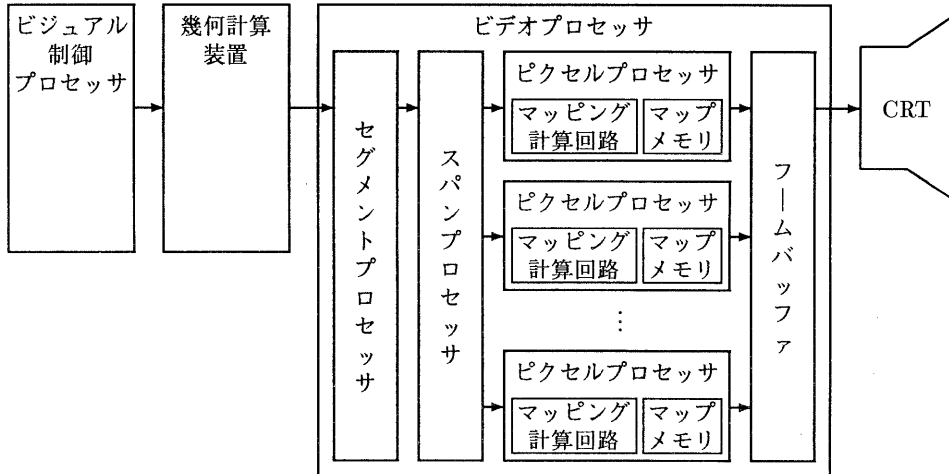 ビジュアル
制御
プロセッサ
幾何計算
装置
ビデオプロセッサ
セグメントプロセッサ
スパンプロセッサ
ピクセルプロセッサ
マッピング
計算回路
マップ
メモリ
ピクセルプロセッサ
マッピング
計算回路
マップ
メモリ
⋮
ピクセルプロセッサ
マッピング
計算回路
マップ
メモリ
フームバッファ
CRT